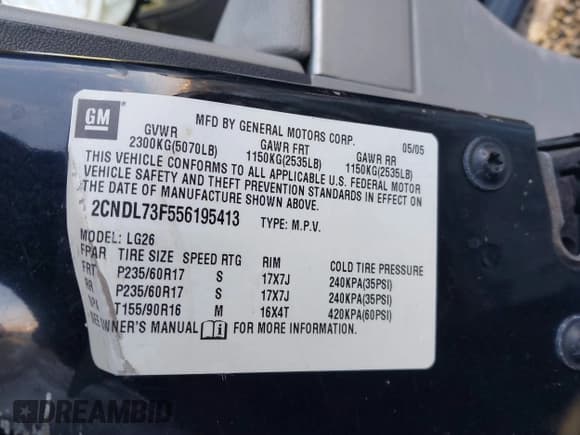 GM
MFD BY GENERAL MOTORS CORP. 05/05
GVWR GAWR FRT GAWR RR
2300KG(5070LB) 1150KG(2535LB) 1150KG(2535LB)
THIS VEHICLE CONFORMS TO ALL APPLICABLE U.S. FEDERAL MOTOR
VEHICLE SAFETY AND THEFT PREVENTION STANDARDS IN EFFECT ON
THE DATE OF MANUFACTURE SHOWN ABOVE.
2CNDL73F556195413 TYPE: M.P.V.
MODEL: LG26
TIRE SIZE SPEED RTG RIM COLD TIRE PRESSURE
FRT P235/60R17 S 17X7J 240KPA(35PSI)
RR P235/60R17 S 17X7J 240KPA(35PSI)
T155/90R16 M 16X4T 420KPA(60PSI)
SEE OWNER'S MANUAL i FOR MORE INFORMATION.
DREAMBID